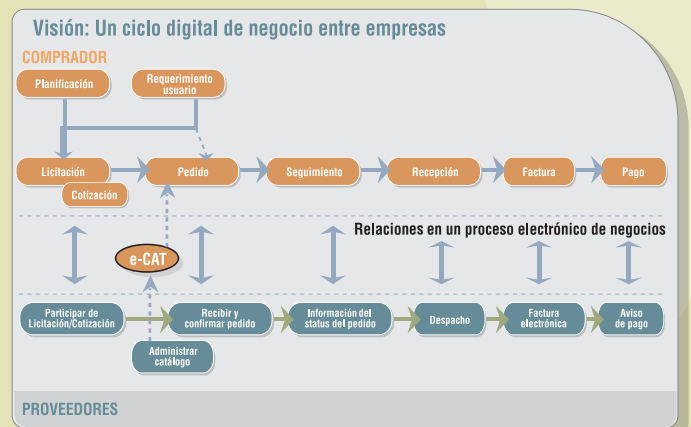 Visión: Un ciclo digital de negocio entre empresas
COMPRADOR
Planificación
Requerimiento
usuario
Licitación
Cotización
Pedido
Seguimiento
Recepción
Factura
Pago
Relaciones en un proceso electrónico de negocios
e-CAT
Participar de
Licitación/Cotización
Recibir y
confirmar pedido
Información del
status del pedido
Despacho
Factura
electrónica
Aviso
de pago
Administrar
catálogo
PROVEEDORES